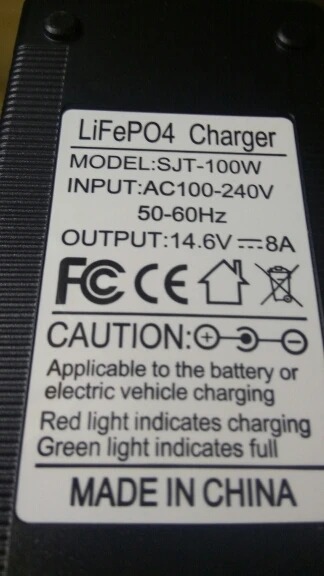 LiFePO4 Charger
MODEL:SJT-100W
INPUT:AC100-240V
50-60Hz
OUTPUT:14.6V⎓8A
FC CE
CAUTION:
Applicable to the battery or
electric vehicle charging
Red light indicates charging
Green light indicates full
MADE IN CHINA